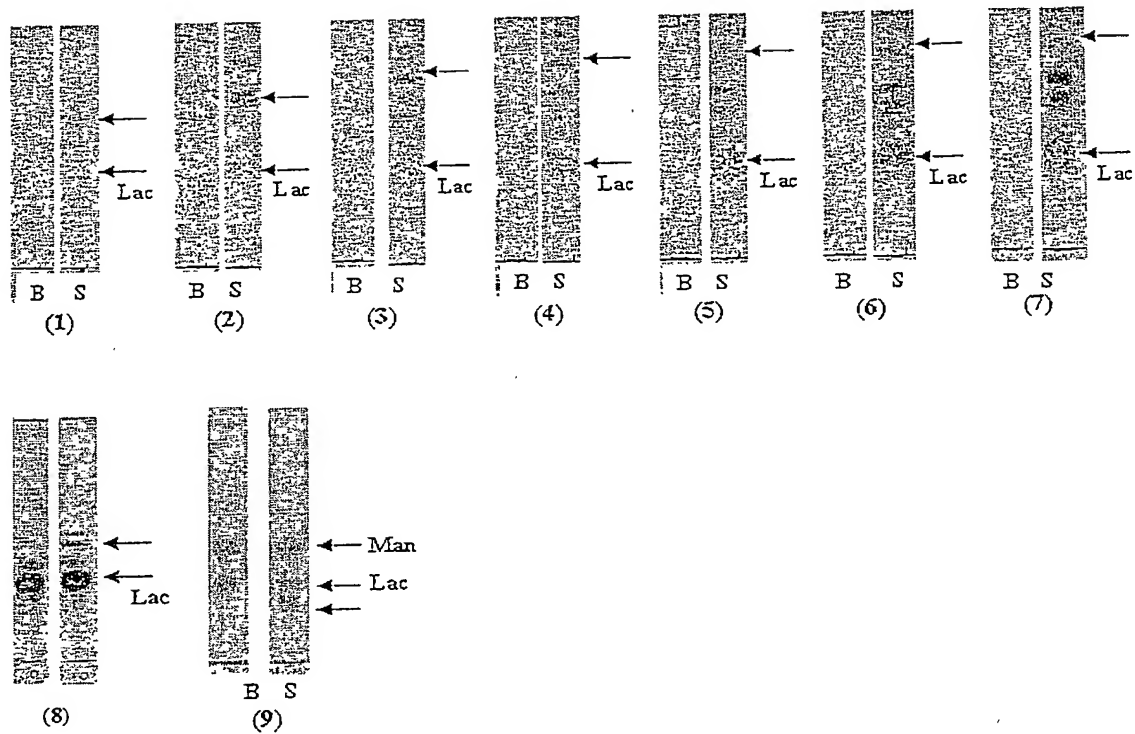 Lac Lac Lac Lac Lac Lac Lac
B S B S B S B S B S B S B S
(1) (2) (3) (4) (5) (6) (7)
Man
Lac
Lac
B S
(8) (9)